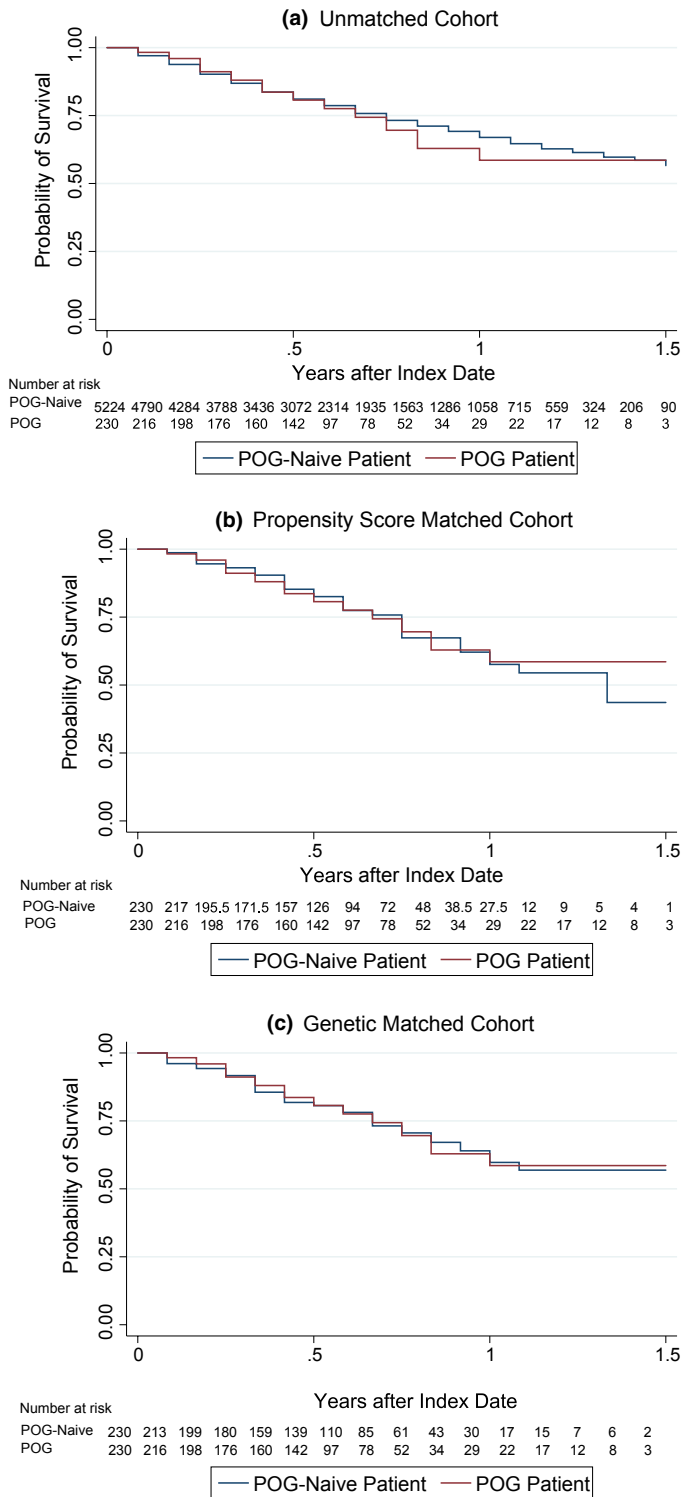 (a) Unmatched Cohort
Probability of Survival
1.00
0.75
0.50
0.25
0.00
0 .5 1 1.5
Years after Index Date
Number at risk
POG-Naive 5224 4790 4284 3788 3436 3072 2314 1935 1563 1286 1058 715 559 324 206 90
POG 230 216 198 176 160 142 97 78 52 34 29 22 17 12 8 3
POG-Naive Patient POG Patient
(b) Propensity Score Matched Cohort
Probability of Survival
1.00
0.75
0.50
0.25
0.00
0 .5 1 1.5
Years after Index Date
Number at risk
POG-Naive 230 217 195.5 171.5 157 126 94 72 48 38.5 27.5 12 9 5 4 1
POG 230 216 198 176 160 142 97 78 52 34 29 22 17 12 8 3
POG-Naive Patient POG Patient
(c) Genetic Matched Cohort
Probability of Survival
1.00
0.75
0.50
0.25
0.00
0 .5 1 1.5
Years after Index Date
Number at risk
POG-Naive 230 213 199 180 159 139 110 85 61 43 30 17 15 7 6 2
POG 230 216 198 176 160 142 97 78 52 34 29 22 17 12 8 3
POG-Naive Patient POG Patient